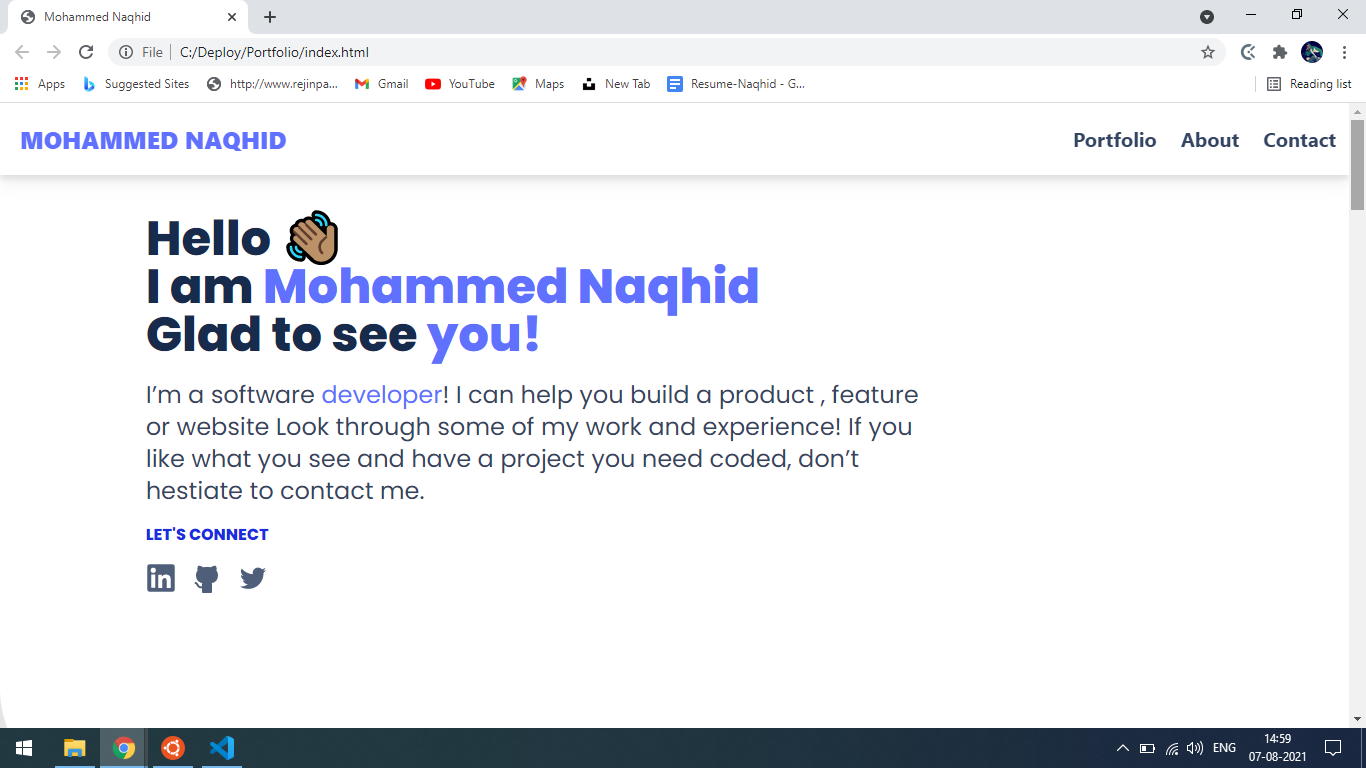 Mohammed Naqhid
File
C:/Deploy/Portfolio/index.html
Apps
Suggested Sites
http://www.rejinpa...
Gmail
YouTube
Maps
New Tab
Resume-Naqhid - G...
Reading list
MOHAMMED NAQHID
Portfolio
About
Contact
Hello
I am Mohammed Naqhid
Glad to see you!
I’m a software developer! I can help you build a product , feature
or website Look through some of my work and experience! If you
like what you see and have a project you need coded, don’t
hestiate to contact me.
LET'S CONNECT
in
ENG
14:59
07-08-2021